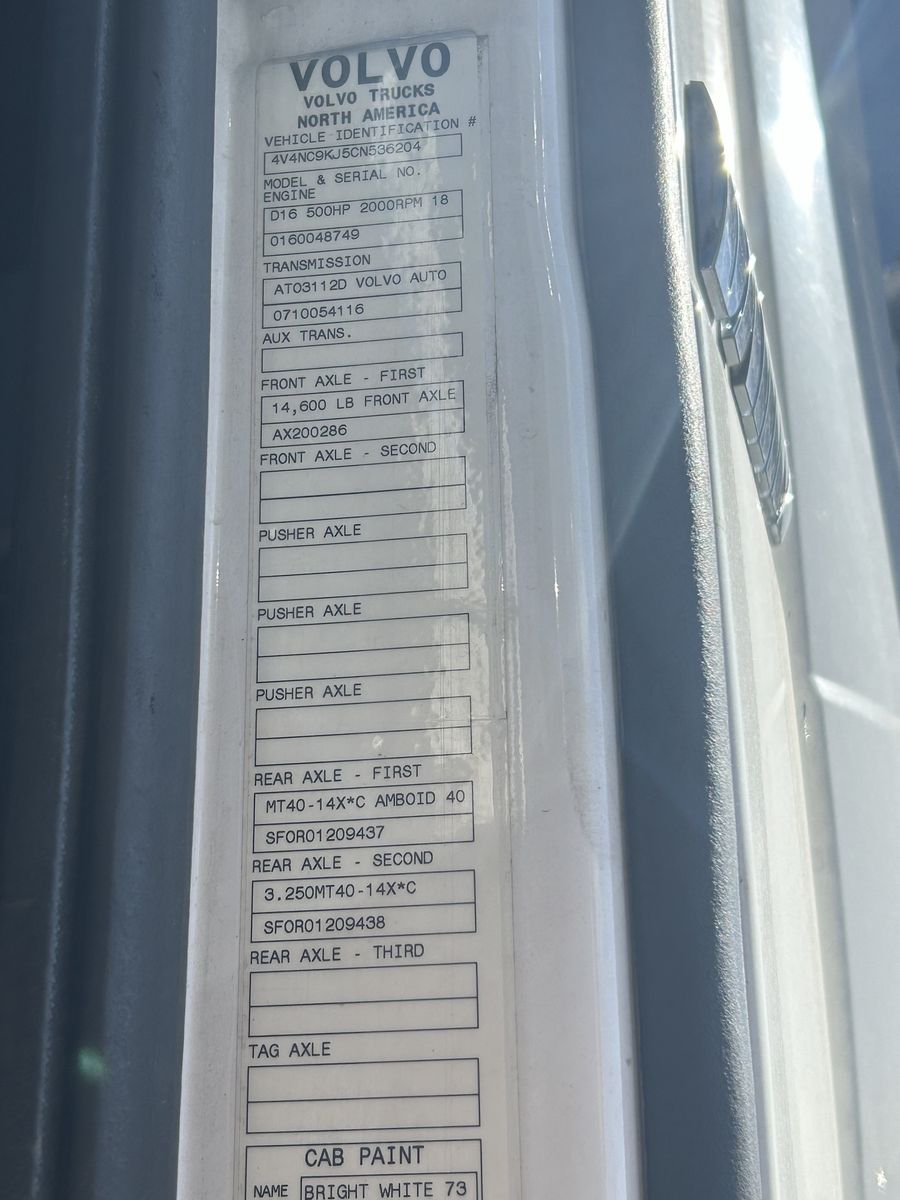 VOLVO
VOLVO TRUCKS
NORTH AMERICA
VEHICLE IDENTIFICATION #
4V4NC9KJ5CN536204
MODEL & SERIAL NO.
ENGINE
D16 500HP 2000RPM 18
0160048749
TRANSMISSION
ATO3112D VOLVO AUTO
0710054116
AUX TRANS.
FRONT AXLE - FIRST
14,600 LB FRONT AXLE
AX200286
FRONT AXLE - SECOND
PUSHER AXLE
PUSHER AXLE
PUSHER AXLE
REAR AXLE - FIRST
MT40-14X*C AMBOID 40
SFOR01209437
REAR AXLE - SECOND
3.250MT40-14X*C
SFOR01209438
REAR AXLE - THIRD
TAG AXLE
CAB PAINT
NAME BRIGHT WHITE 73